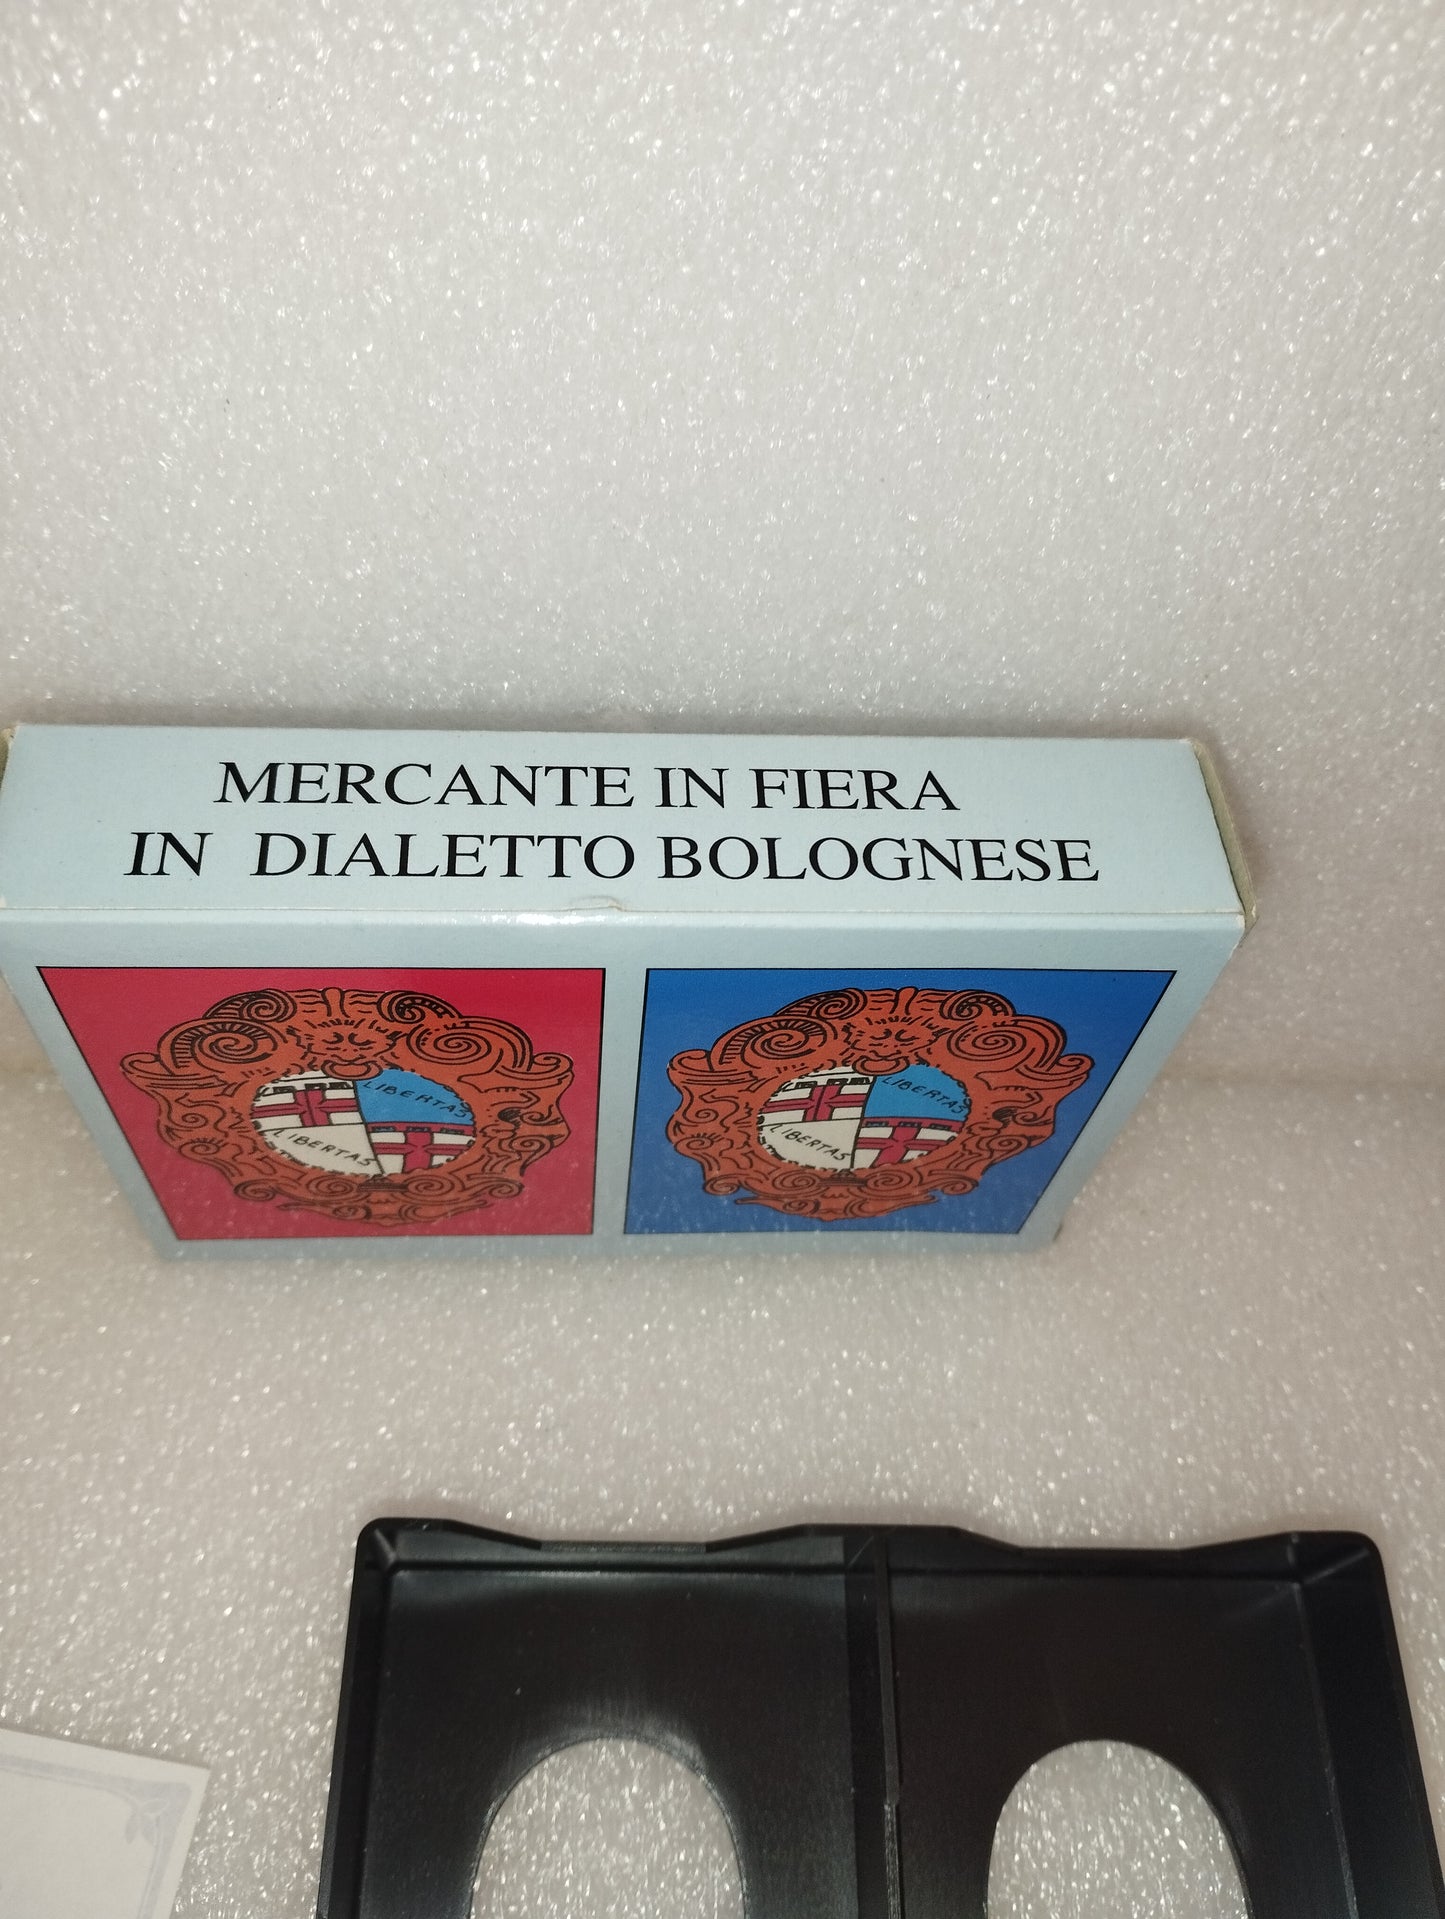 MERCANTE IN FIERA
IN DIALETTO BOLOGNESE
LIBERTAS
LIBERTAS
LIBERTAS
LIBERTAS